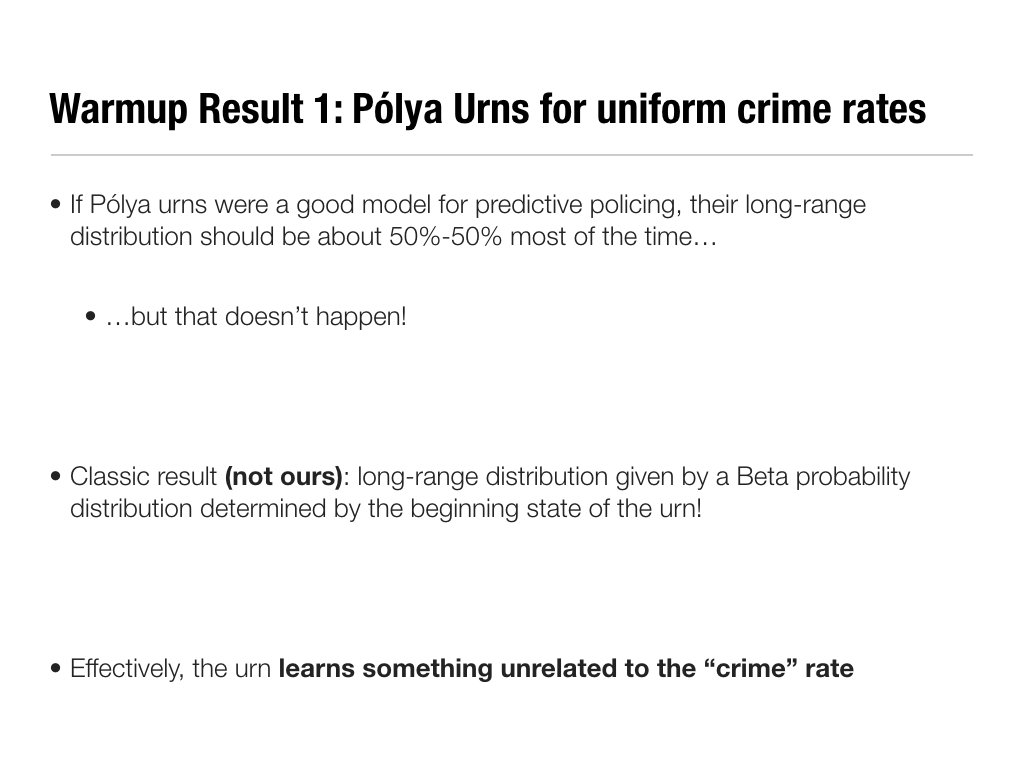 Warmup Result 1: Pólya Urns for uniform crime rates
• If Pólya urns were a good model for predictive policing, their long-range
distribution should be about 50%-50% most of the time…
• …but that doesn’t happen!
• Classic result (not ours): long-range distribution given by a Beta probability
distribution determined by the beginning state of the urn!
• Effectively, the urn learns something unrelated to the “crime” rate